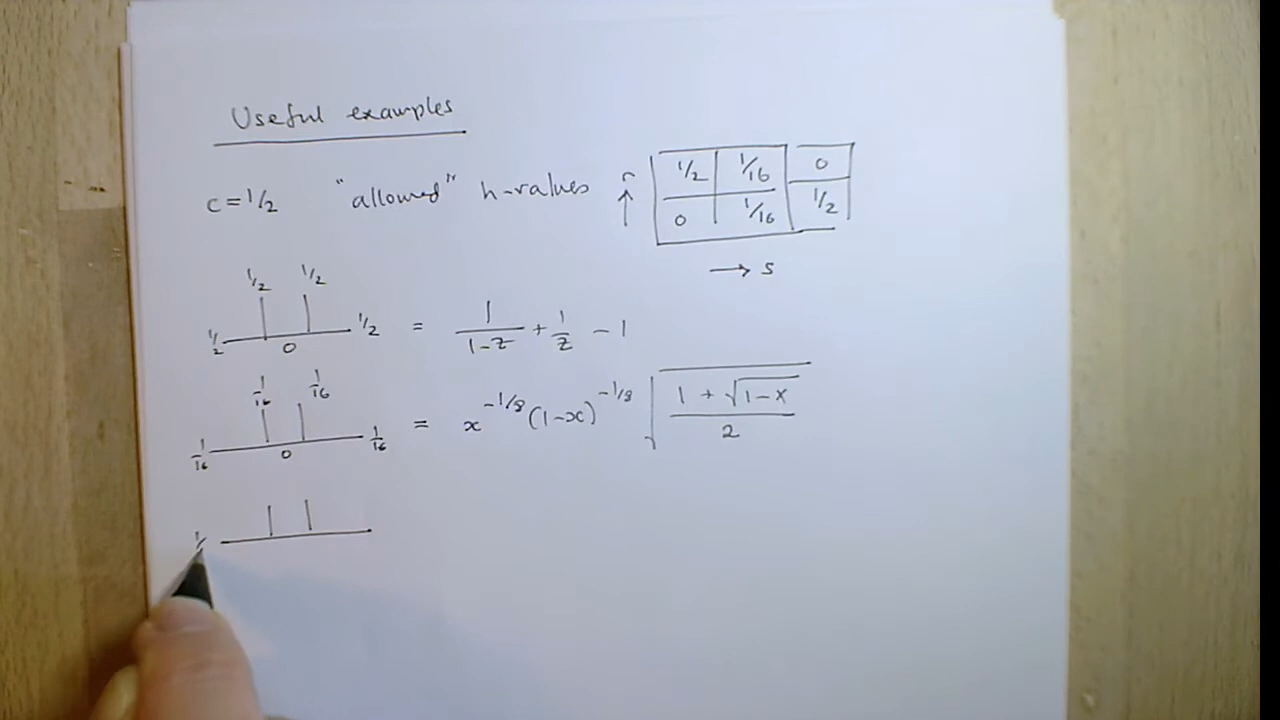 Useful examples
c = 1/2 "allowed" h-values r ↑ 1/2 1/16 0
0 1/16 1/2
→ s
1/2 1/2
1/2 0 1/2 = 1/(1-z) + 1/z - 1
1/16 1/16
1/16 0 1/16 = x^{-1/8} (1-x)^{-1/8} √((1 + √(1-x))/2)